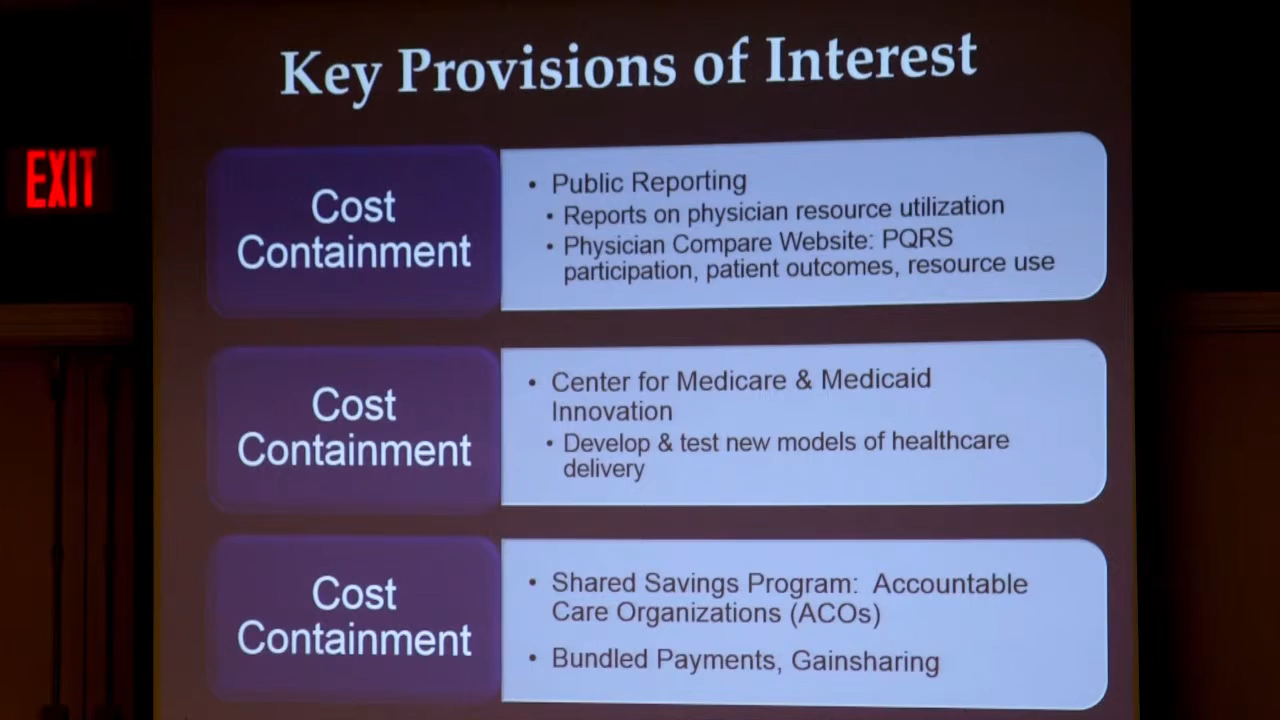 Key Provisions of Interest
EXIT
Cost
Containment
• Public Reporting
• Reports on physician resource utilization
• Physician Compare Website: PQRS
participation, patient outcomes, resource use
Cost
Containment
• Center for Medicare & Medicaid
Innovation
• Develop & test new models of healthcare
delivery
Cost
Containment
• Shared Savings Program: Accountable
Care Organizations (ACOs)
• Bundled Payments, Gainsharing